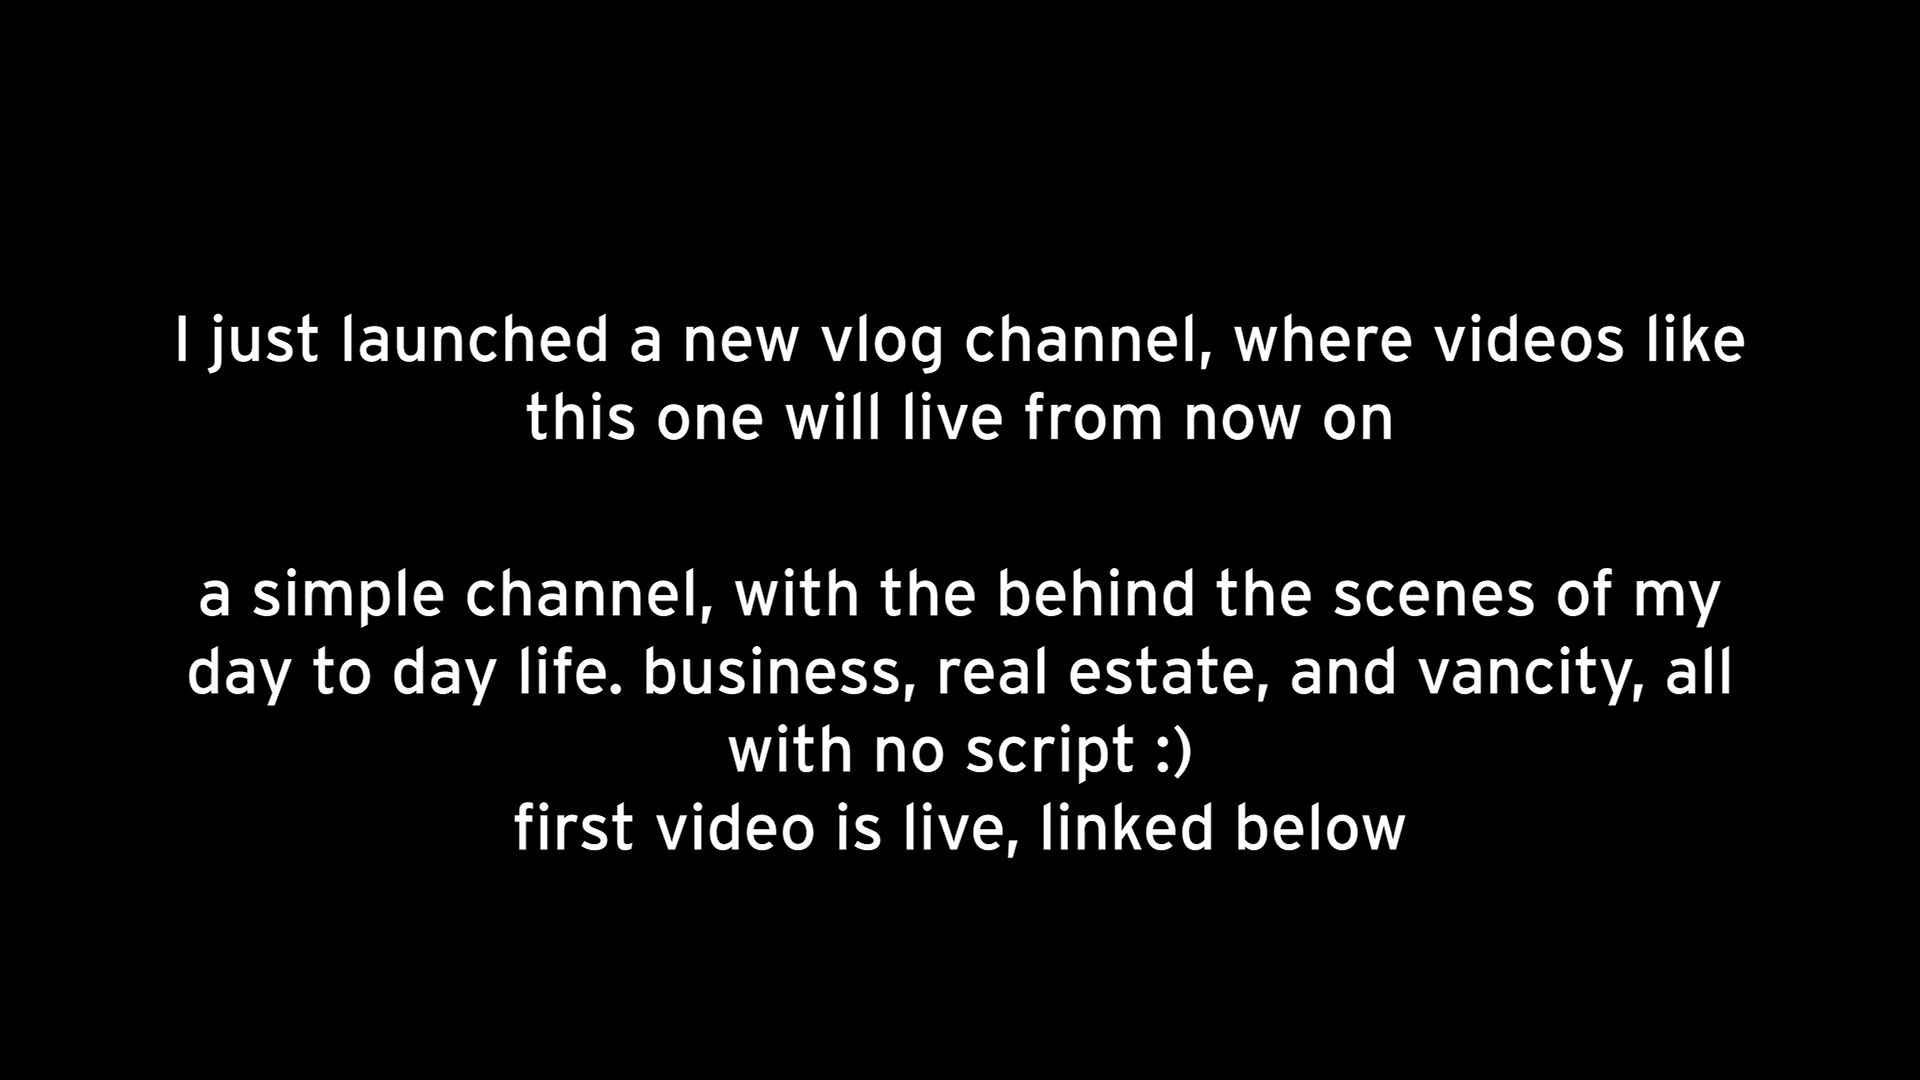 I just launched a new vlog channel, where videos like
this one will live from now on
a simple channel, with the behind the scenes of my
day to day life. business, real estate, and vancity, all
with no script :)
first video is live, linked below